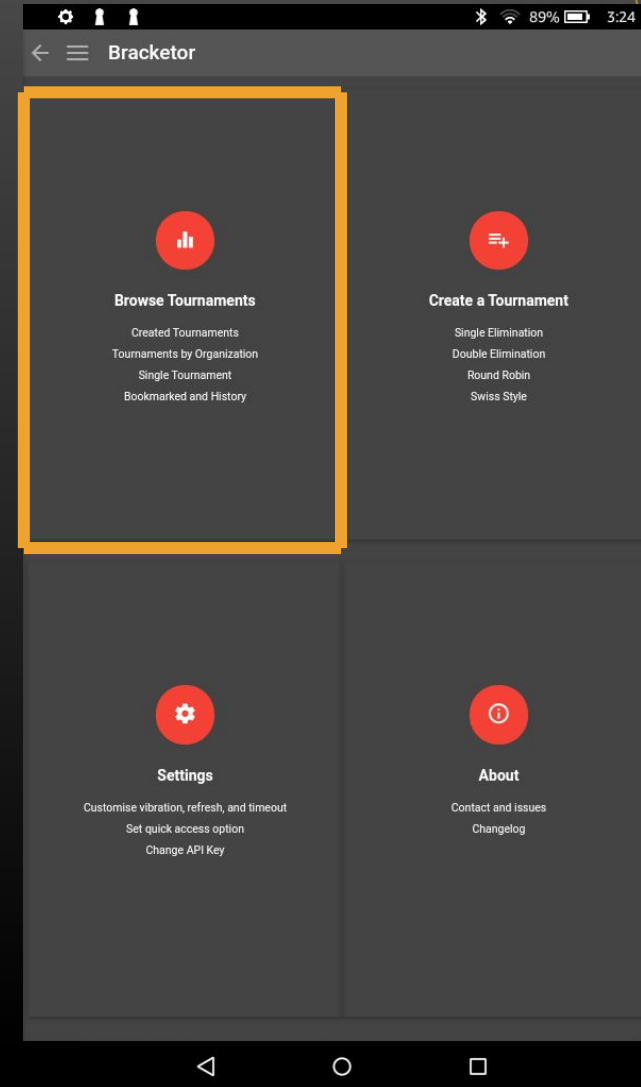 89% 3:24
Bracketor
Browse Tournaments
Created Tournaments
Tournaments by Organization
Single Tournament
Bookmarked and History
Create a Tournament
Single Elimination
Double Elimination
Round Robin
Swiss Style
Settings
Customise vibration, refresh, and timeout
Set quick access option
Change API Key
About
Contact and issues
Changelog